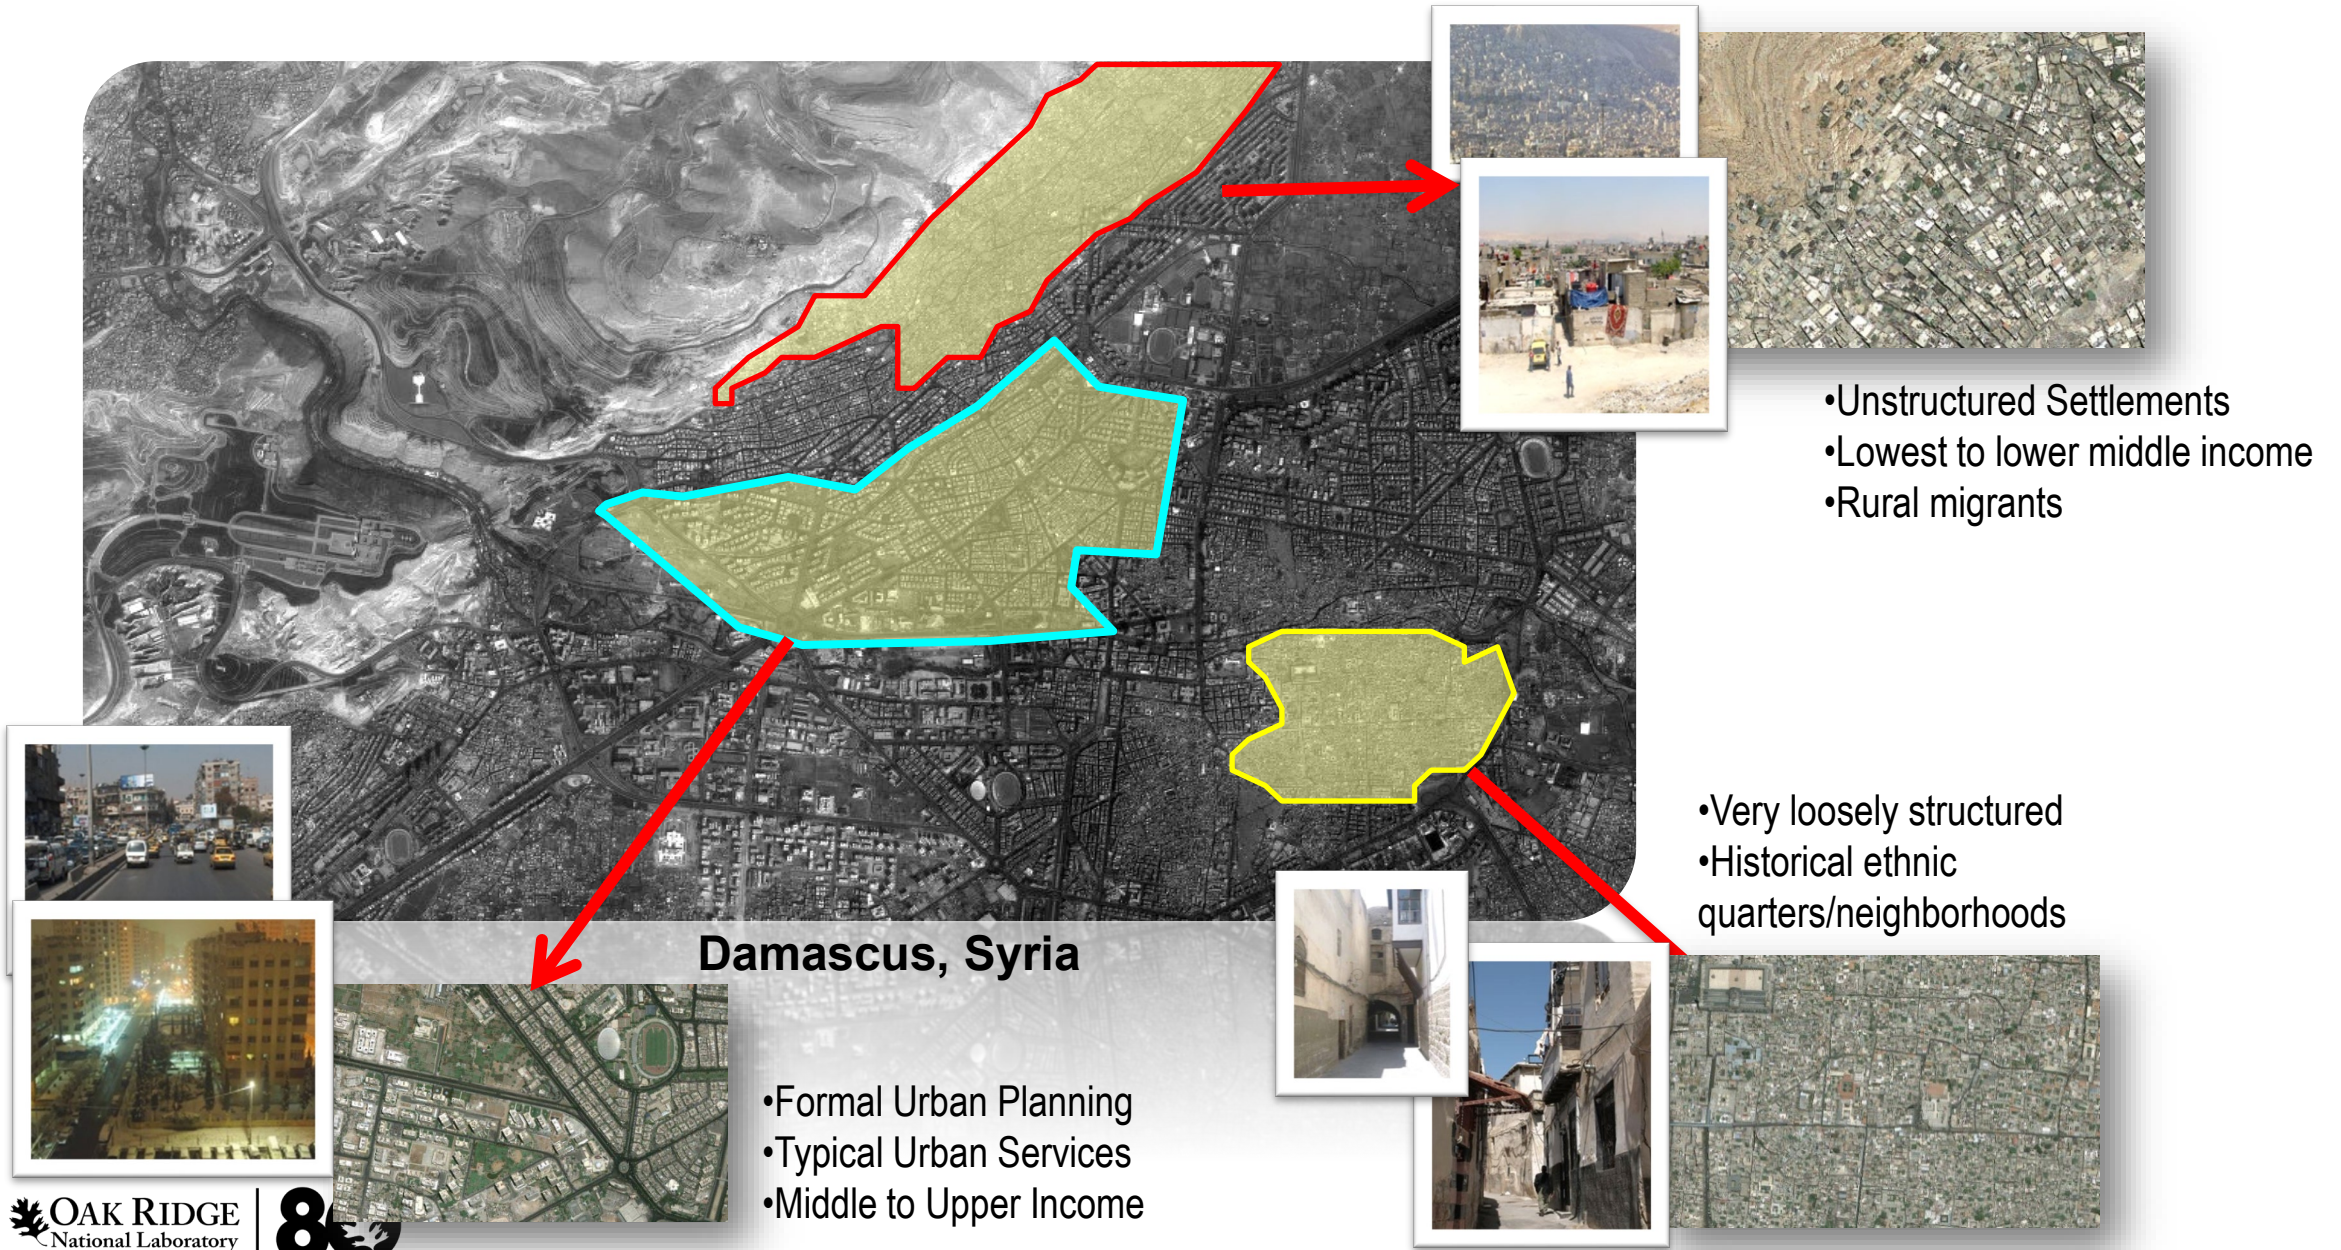 •Unstructured Settlements
•Lowest to lower middle income
•Rural migrants
•Very loosely structured
•Historical ethnic
quarters/neighborhoods
Damascus, Syria
•Formal Urban Planning
•Typical Urban Services
•Middle to Upper Income
OAK RIDGE
National Laboratory
80